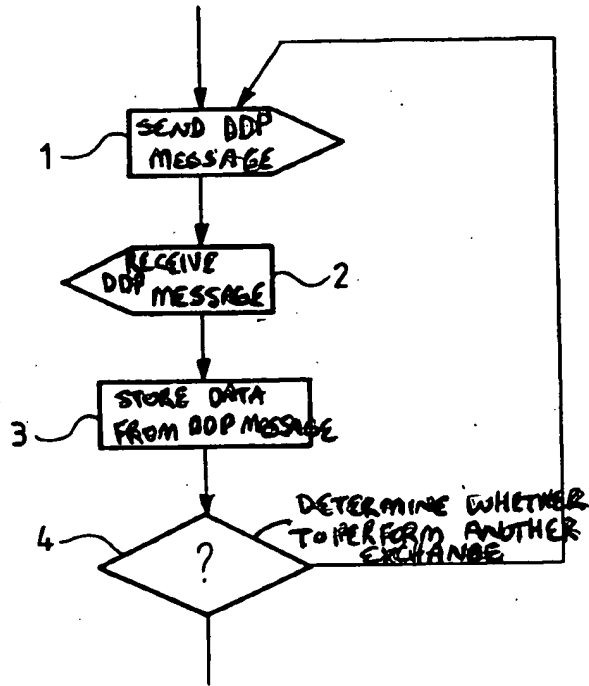 SEND DDP
MESSAGE
1
RECEIVE
DDP MESSAGE
2
STORE DATA
FROM DDP MESSAGE
3
DETERMINE WHETHER
TO PERFORM ANOTHER
EXCHANGE
4
?